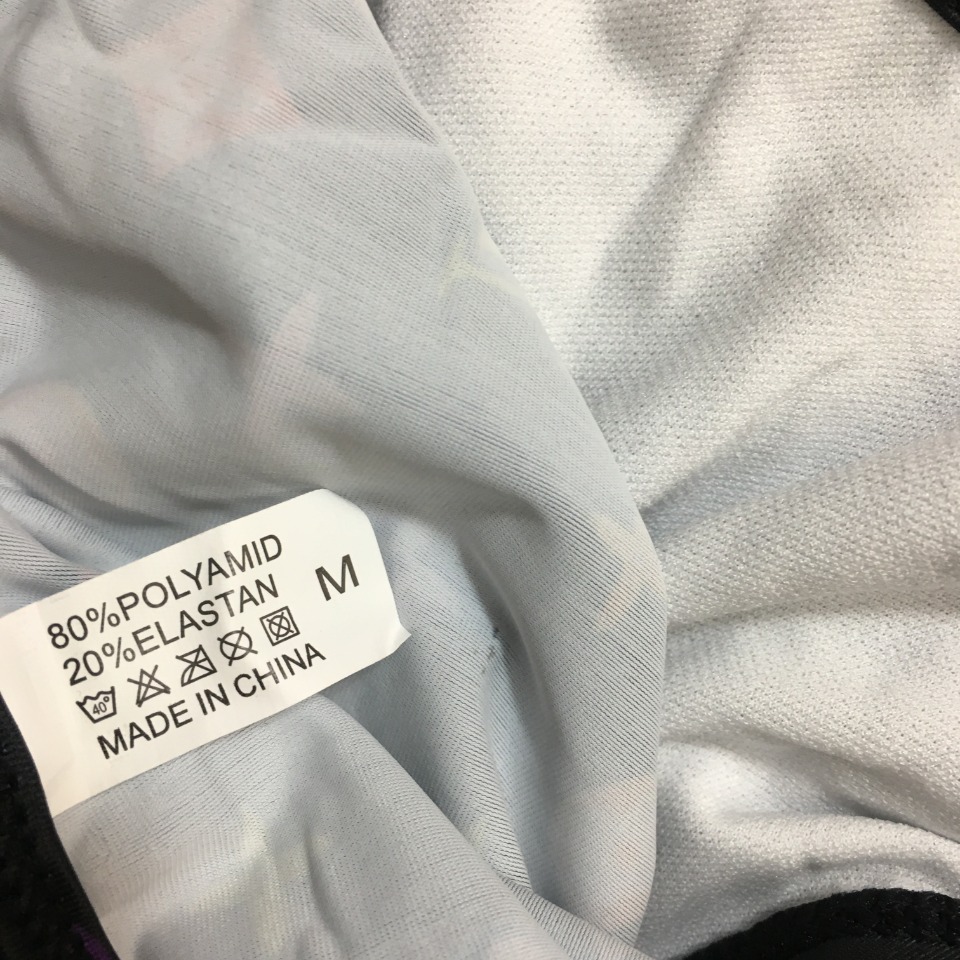 80%POLYAMID
20%ELASTAN
M
40°
MADE IN CHINA